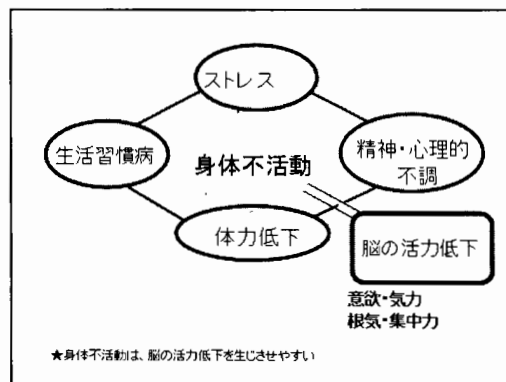 ストレス
生活習慣病
身体不活動
精神・心理的
不調
体力低下
脳の活力低下
意欲・気力
根気・集中力
★身体不活動は、脳の活力低下を生じさせやすい